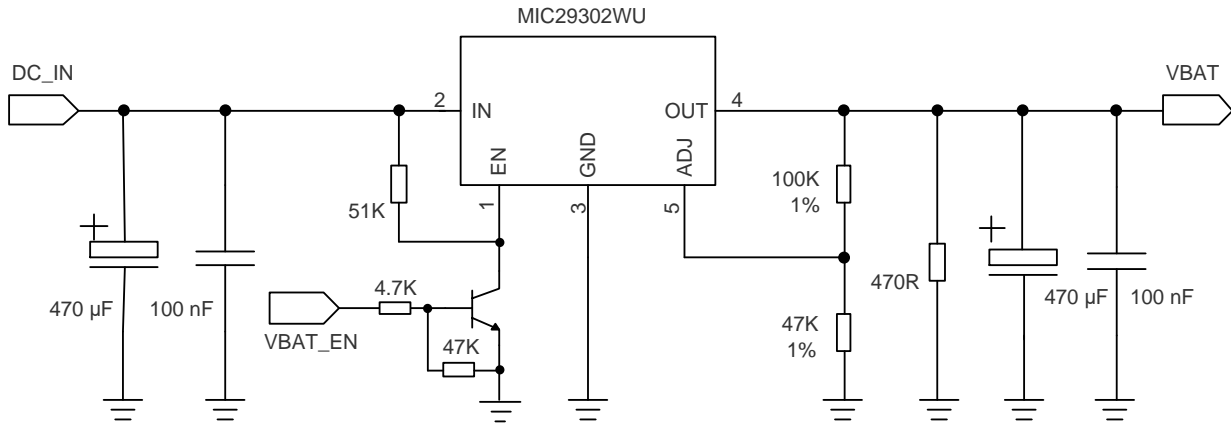 MIC29302WU
DC_IN
VBAT
2
IN
OUT
4
EN
GND
ADJ
1
3
5
51K
100K
1%
470 µF
100 nF
4.7K
VBAT_EN
47K
47K
1%
470R
470 µF
100 nF